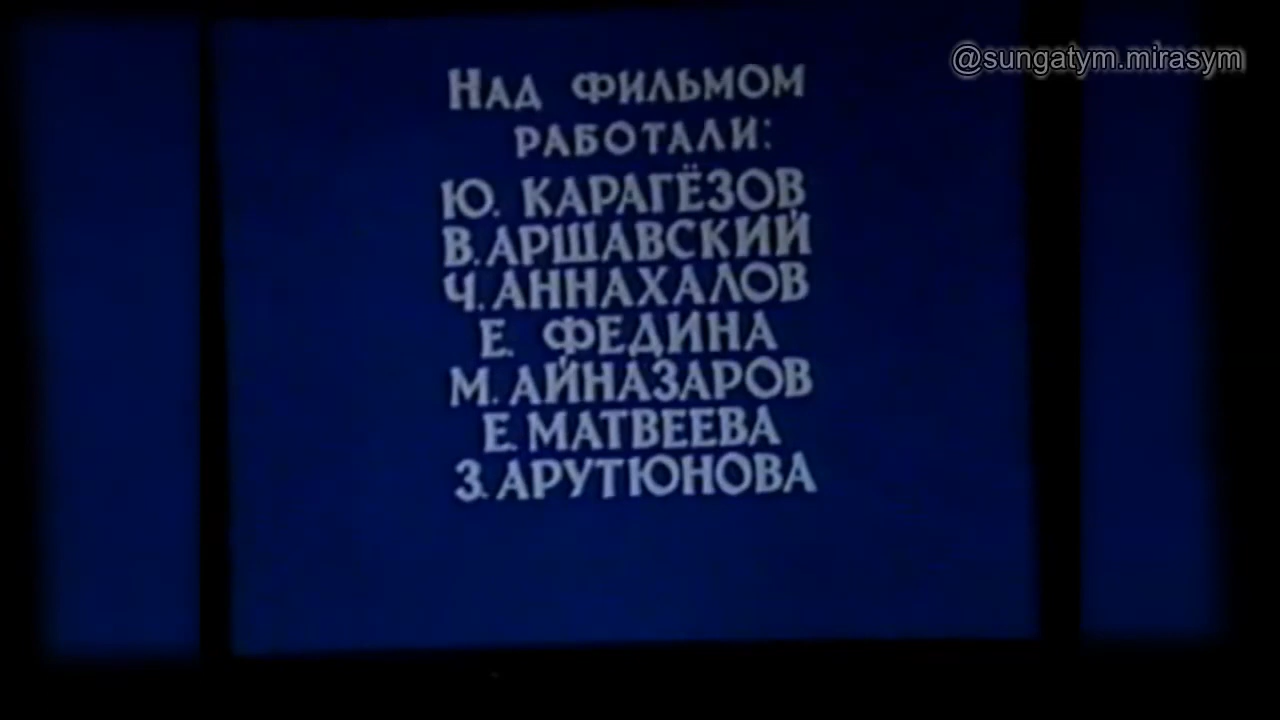 @sungatym.mirasym
НАД ФИЛЬМОМ
РАБОТАЛИ:
Ю. КАРАГЁЗОВ
В. АРШАВСКИЙ
Ч. АННАХАЛОВ
Е. ФЕДИНА
М. АЙНАЗАРОВ
Е. МАТВЕЕВА
З. АРУТЮНОВА